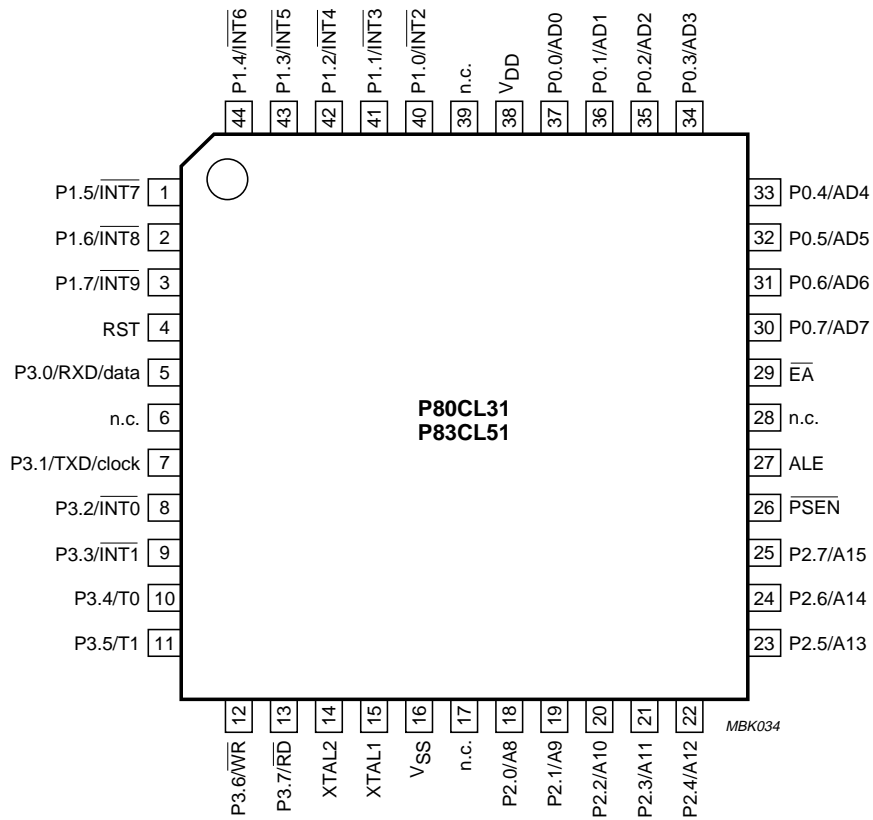 P1.4/INT6
P1.3/INT5
P1.2/INT4
P1.1/INT3
P1.0/INT2
n.c.
VDD
P0.0/AD0
P0.1/AD1
P0.2/AD2
P0.3/AD3
44
43
42
41
40
39
38
37
36
35
34
P1.5/INT7 1
P1.6/INT8 2
P1.7/INT9 3
RST 4
P3.0/RXD/data 5
n.c. 6
P3.1/TXD/clock 7
P3.2/INT0 8
P3.3/INT1 9
P3.4/T0 10
P3.5/T1 11
P80CL31
P83CL51
33 P0.4/AD4
32 P0.5/AD5
31 P0.6/AD6
30 P0.7/AD7
29 EA
28 n.c.
27 ALE
26 PSEN
25 P2.7/A15
24 P2.6/A14
23 P2.5/A13
12
13
14
15
16
17
18
19
20
21
22
P3.6/WR
P3.7/RD
XTAL2
XTAL1
VSS
n.c.
P2.0/A8
P2.1/A9
P2.2/A10
P2.3/A11
P2.4/A12
MBK034